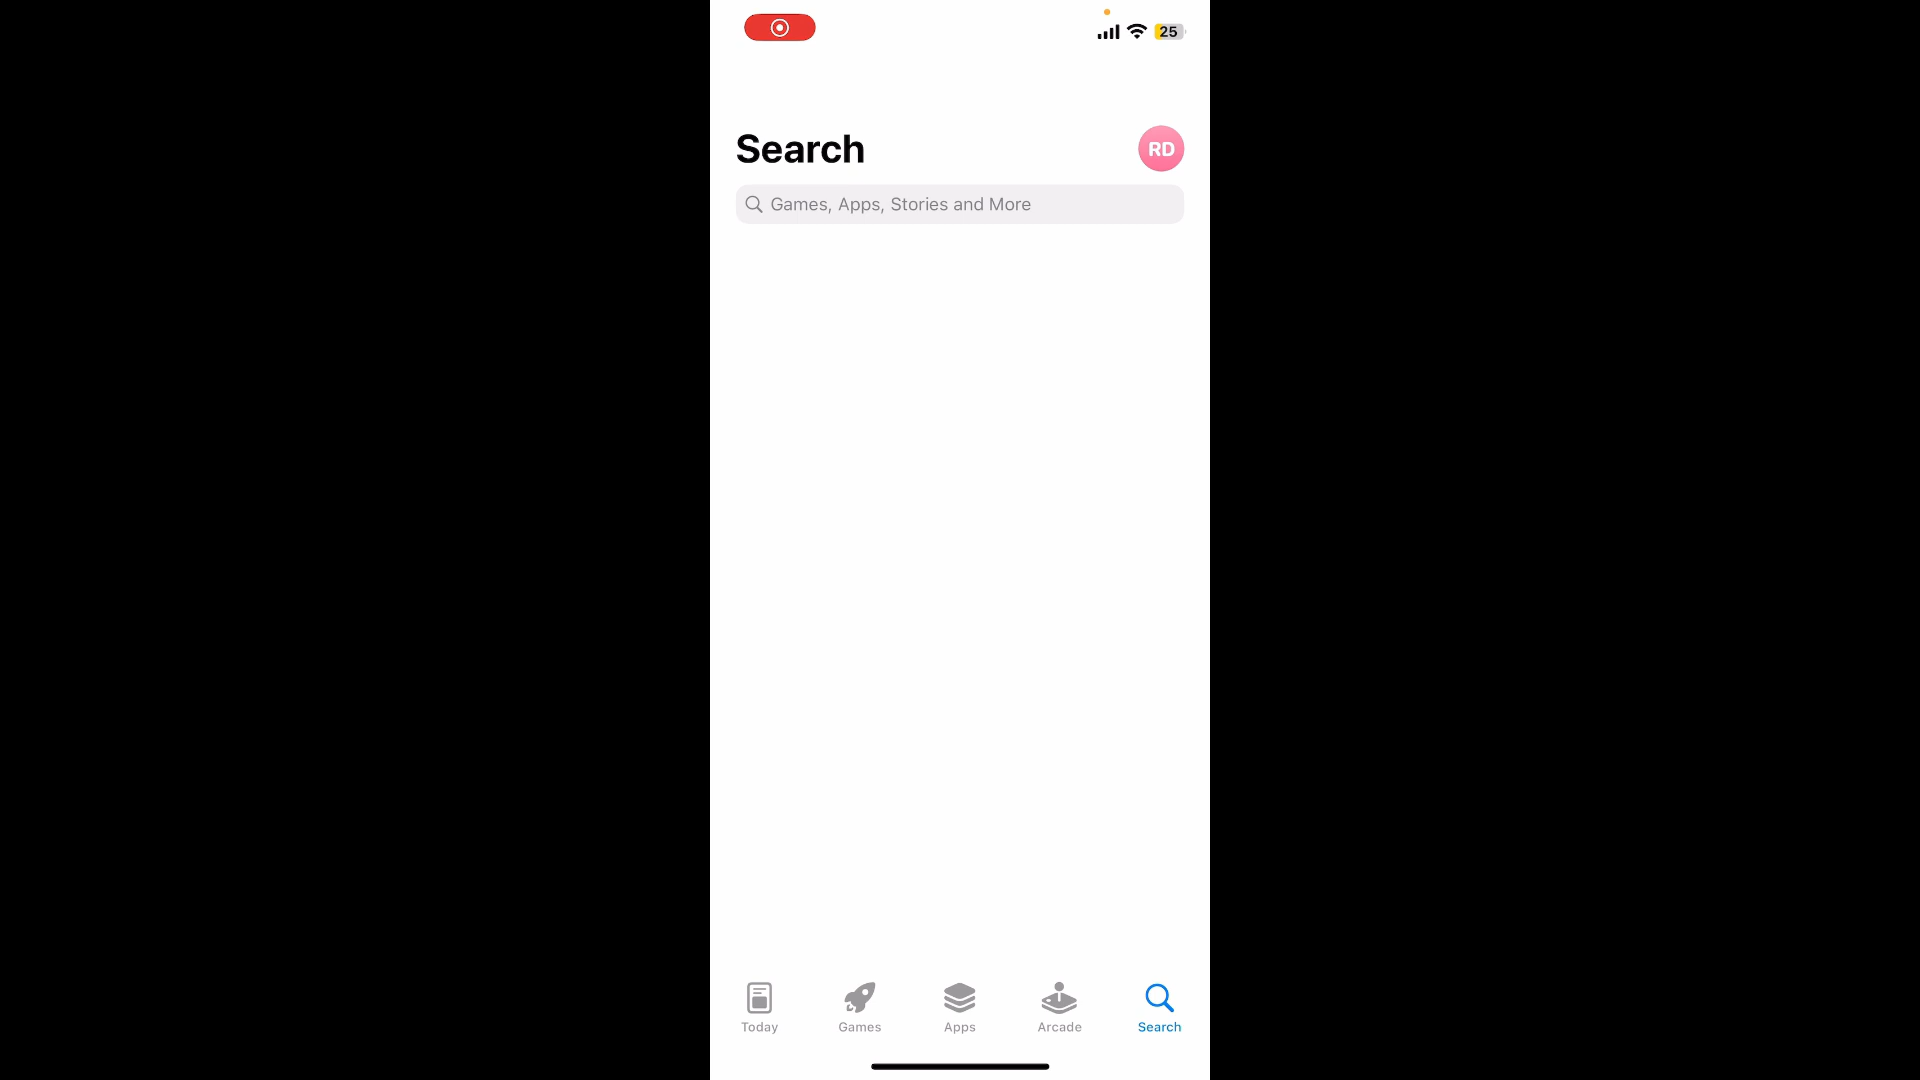 25
Search
RD
Games, Apps, Stories and More
Today
Games
Apps
Arcade
Search